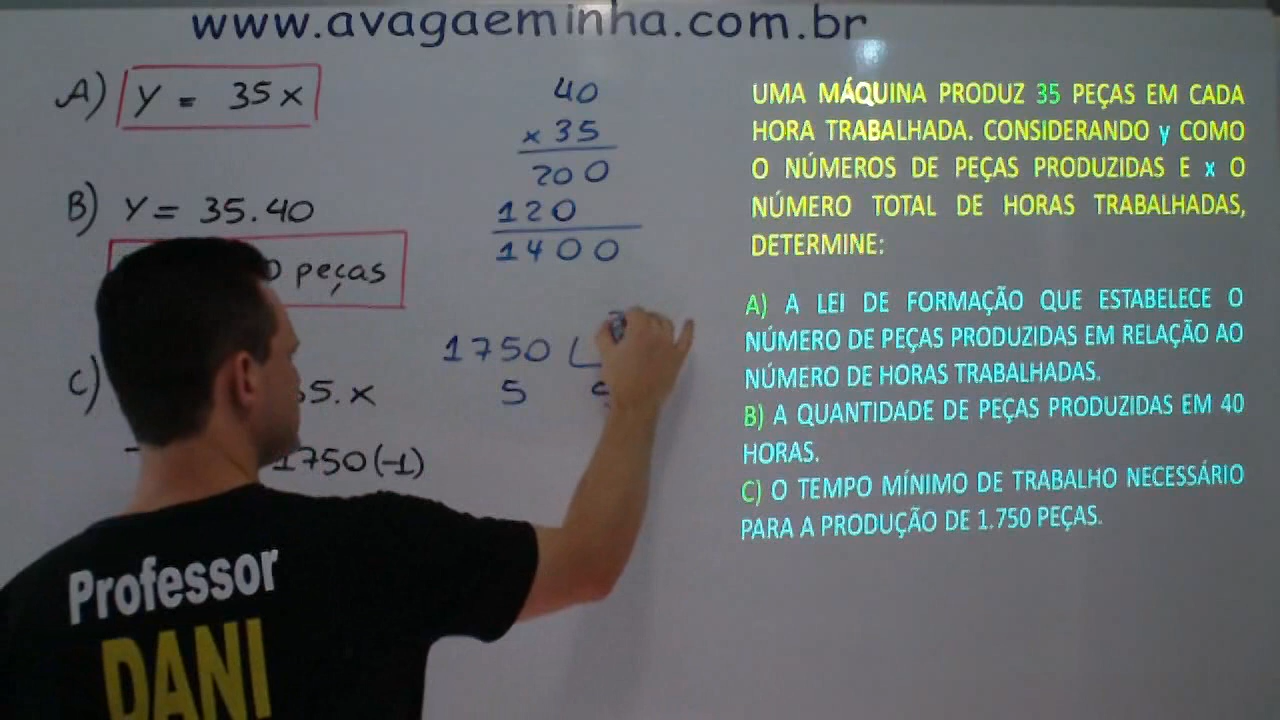 www.avagaeminha.com.br
A) y = 35x
B) y = 35.40
0 peças
C) 35.x
1750(-1)
40
x 35
200
120
1400
1750
5 5
UMA MÁQUINA PRODUZ 35 PEÇAS EM CADA
HORA TRABALHADA. CONSIDERANDO y COMO
O NÚMEROS DE PEÇAS PRODUZIDAS E x O
NÚMERO TOTAL DE HORAS TRABALHADAS,
DETERMINE:
A) A LEI DE FORMAÇÃO QUE ESTABELECE O
NÚMERO DE PEÇAS PRODUZIDAS EM RELAÇÃO AO
NÚMERO DE HORAS TRABALHADAS.
B) A QUANTIDADE DE PEÇAS PRODUZIDAS EM 40
HORAS.
C) O TEMPO MÍNIMO DE TRABALHO NECESSÁRIO
PARA A PRODUÇÃO DE 1.750 PEÇAS.
Professor
DANI